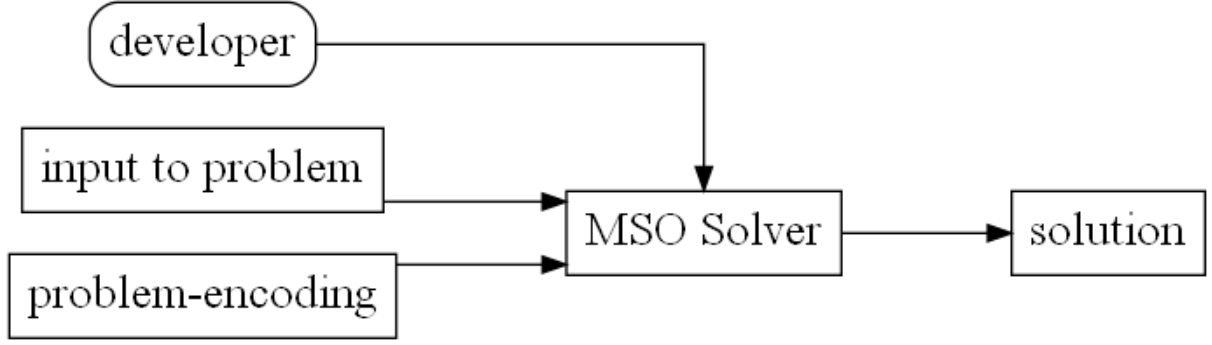 developer
input to problem
problem-encoding
MSO Solver
solution